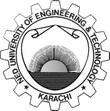 NED UNIVERSITY OF ENGINEERING & TECHNOLOGY
KARACHI